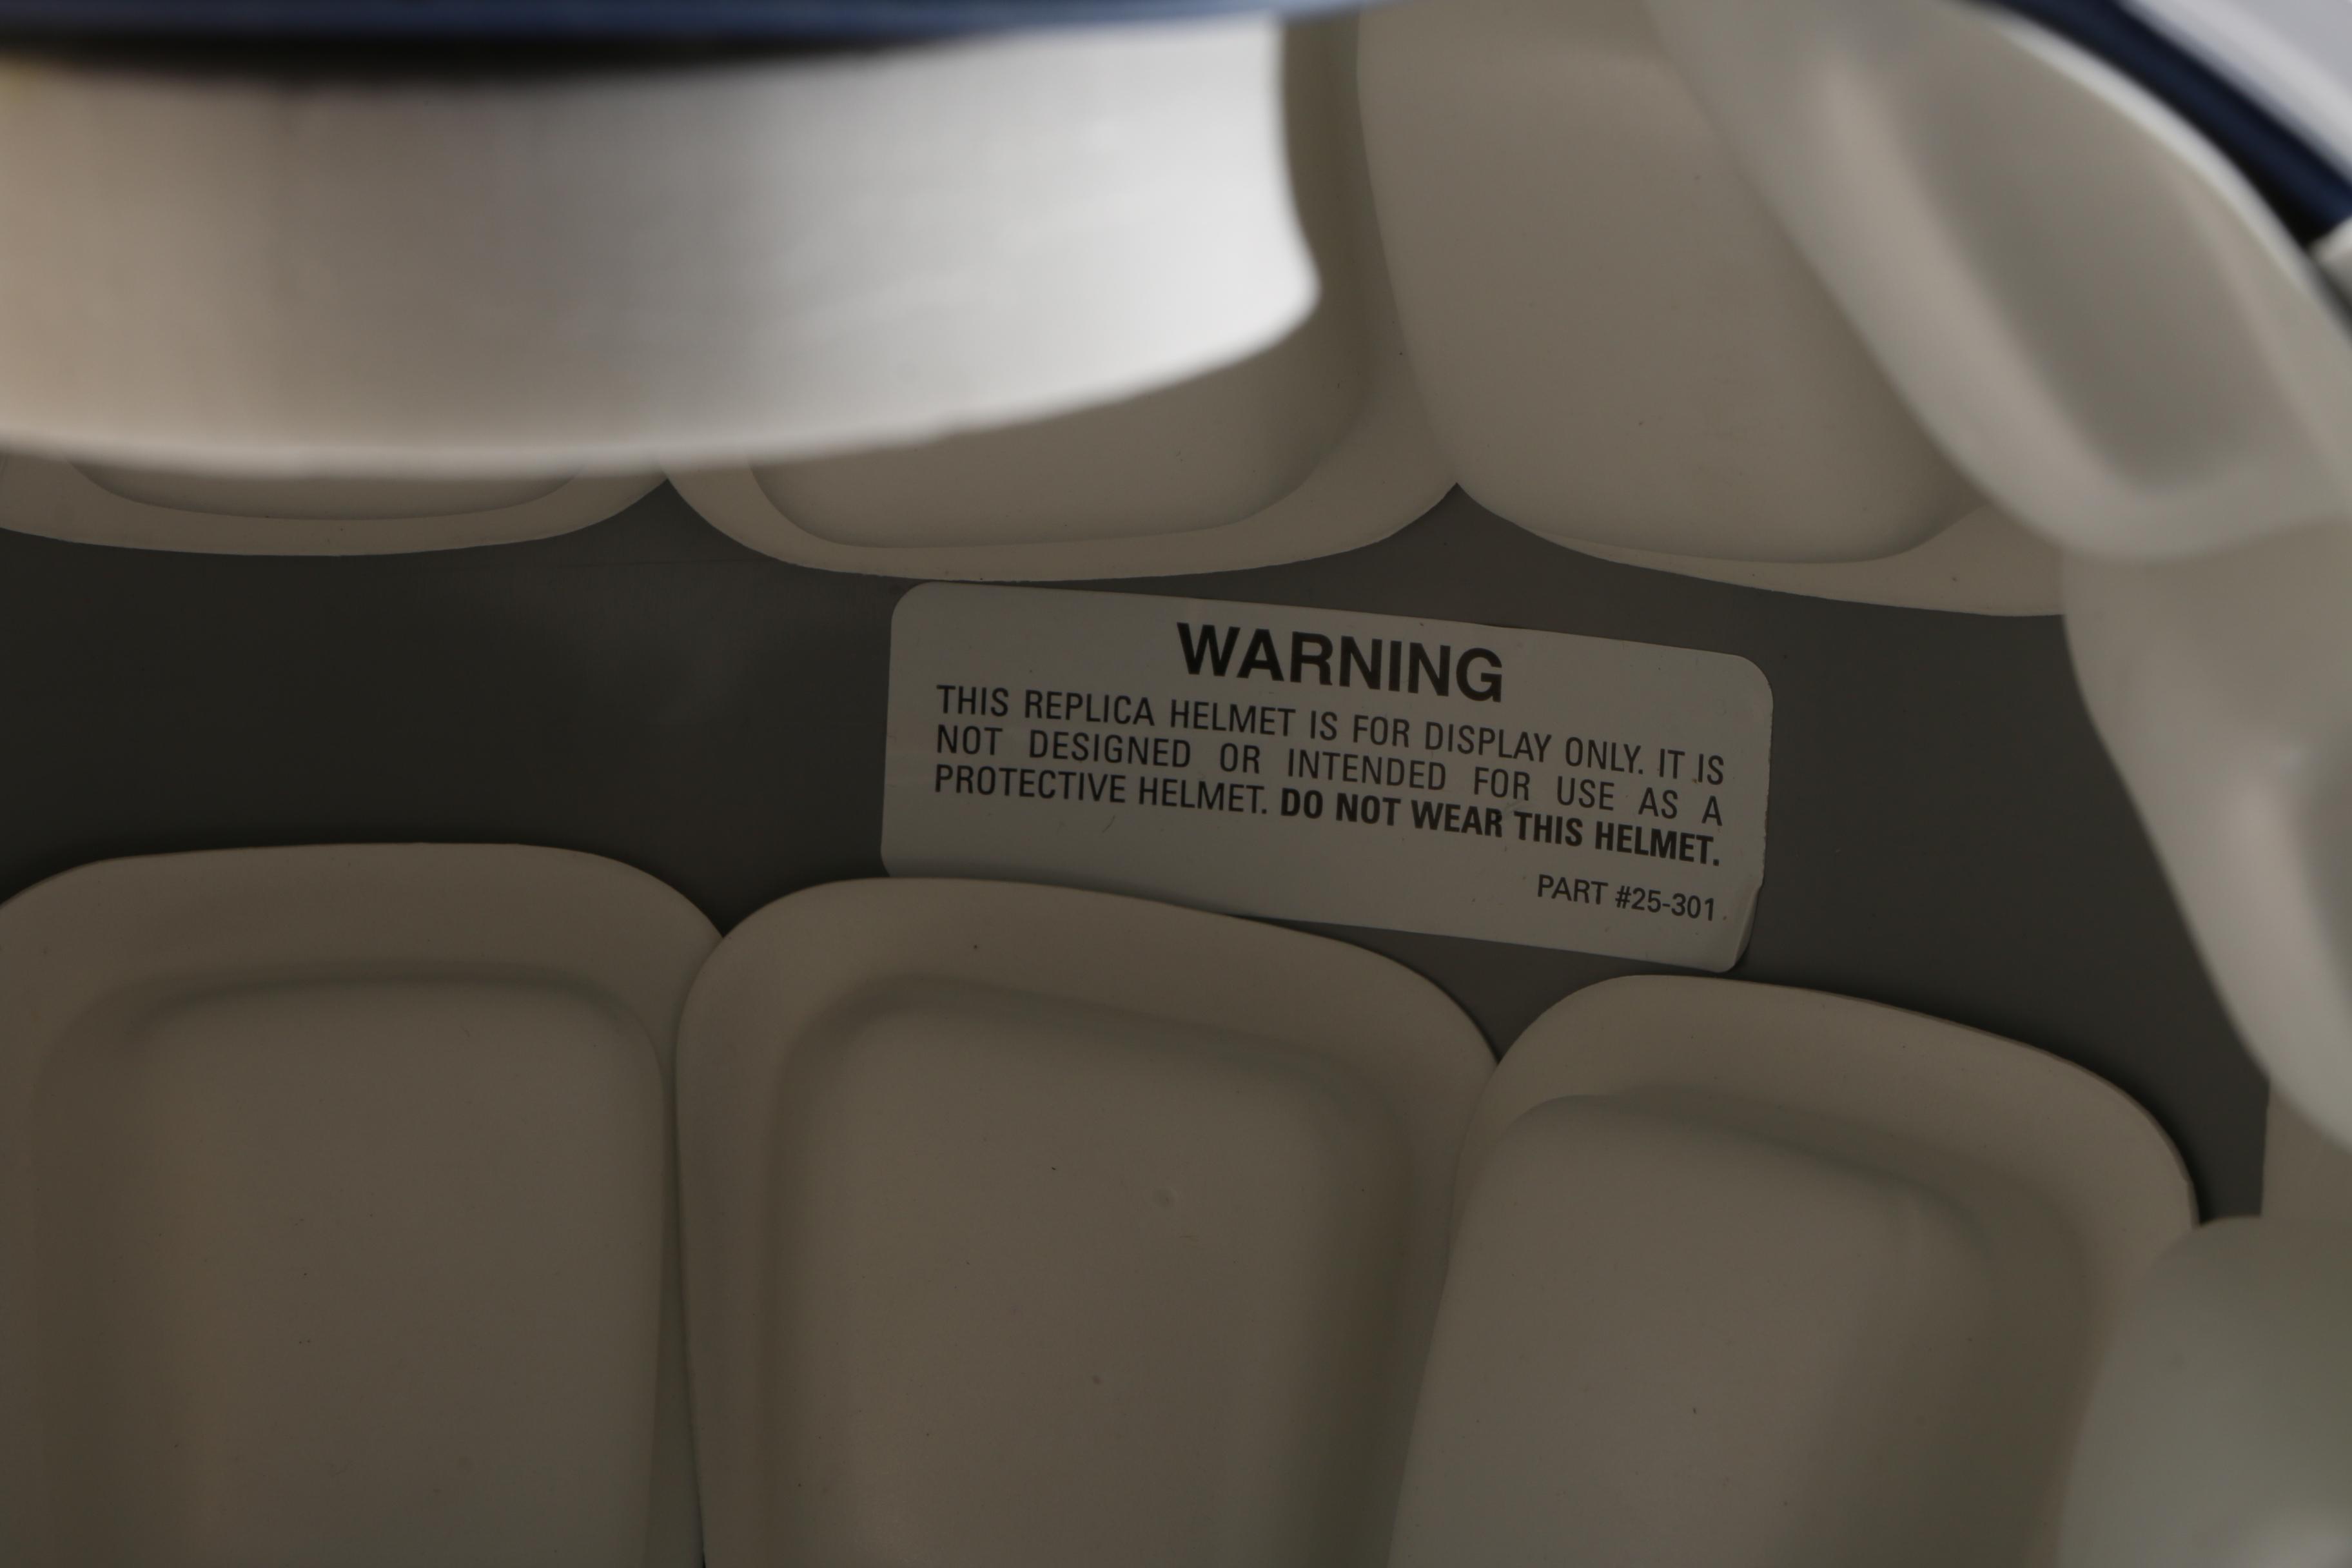 WARNING
THIS REPLICA HELMET IS FOR DISPLAY ONLY. IT IS
NOT DESIGNED OR INTENDED FOR USE AS A
PROTECTIVE HELMET. DO NOT WEAR THIS HELMET.
PART #25-301